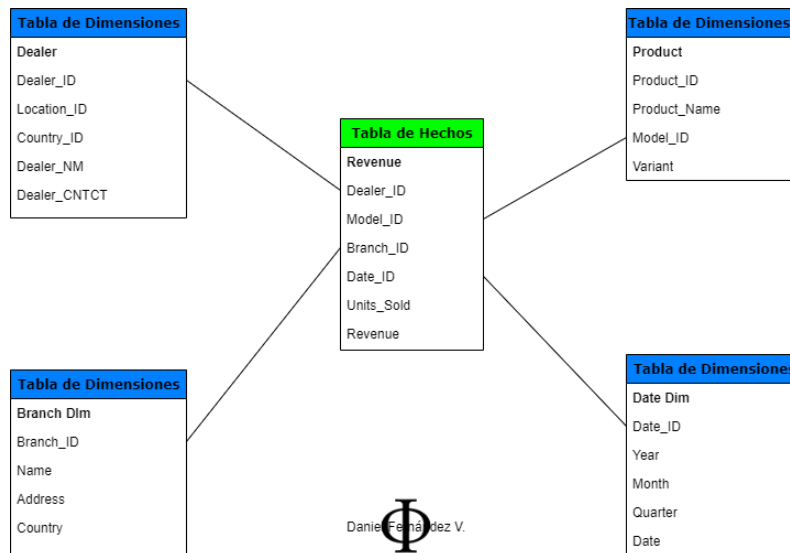 Tabla de Dimensiones
Dealer
Dealer_ID
Location_ID
Country_ID
Dealer_NM
Dealer_CNTCT
Tabla de Dimensiones
Product
Product_ID
Product_Name
Model_ID
Variant
Tabla de Hechos
Revenue
Dealer_ID
Model_ID
Branch_ID
Date_ID
Units_Sold
Revenue
Tabla de Dimensiones
Branch DIm
Branch_ID
Name
Address
Country
Tabla de Dimensiones
Date Dim
Date_ID
Year
Month
Quarter
Date
Φ
Daniel Fernández V.